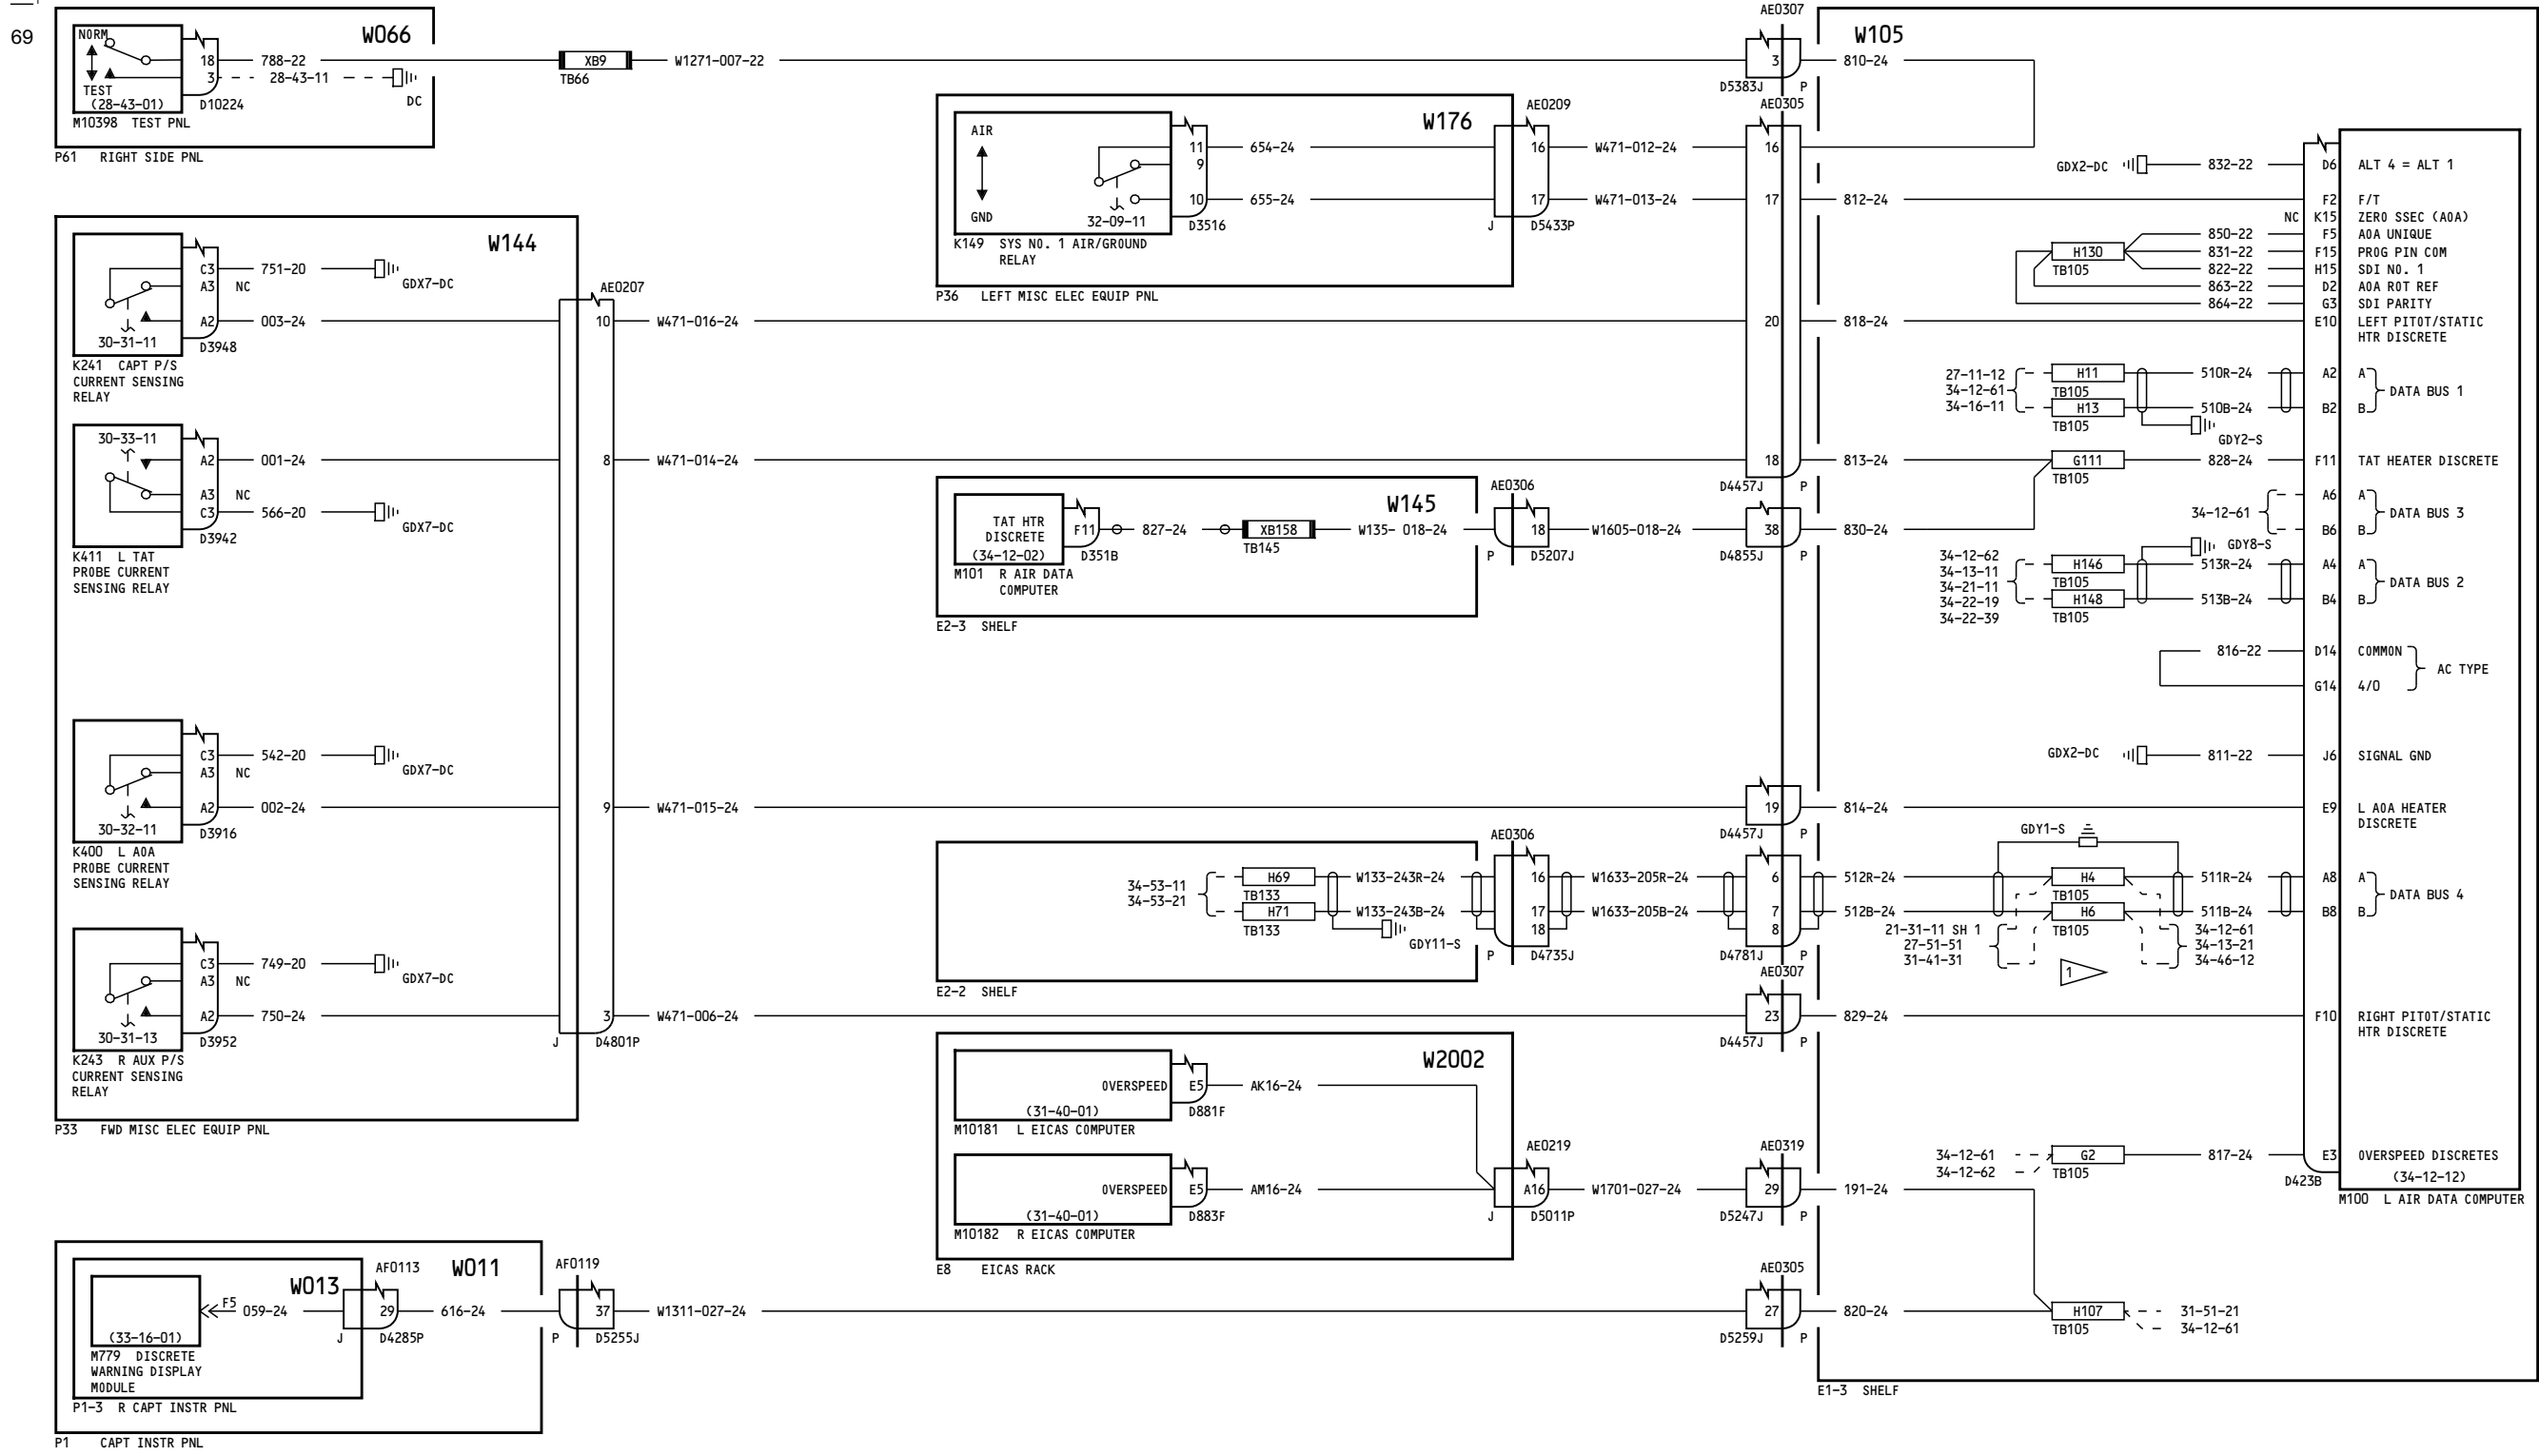 69
W066
NORM
TEST
(28-43-01)
18
3
788-22
28-43-11
DC
D10224
M10398 TEST PNL
P61 RIGHT SIDE PNL
XB9
TB66
W1271-007-22
AE0307
3
D5383J P
810-24
W105
W176
AIR
GND
32-09-11
11
9
10
654-24
655-24
D3516
K149 SYS NO. 1 AIR/GROUND
RELAY
P36 LEFT MISC ELEC EQUIP PNL
AE0209
16
17
J D5433P
W471-012-24
W471-013-24
AE0305
16
17
20
18
D4457J P
812-24
818-24
813-24
W144
C3
A3
A2
751-20
NC
003-24
GDX7-DC
30-31-11
D3948
K241 CAPT P/S
CURRENT SENSING
RELAY
30-33-11
A2
A3
C3
001-24
NC
566-20
GDX7-DC
D3942
K411 L TAT
PROBE CURRENT
SENSING RELAY
C3
A3
A2
542-20
NC
002-24
GDX7-DC
30-32-11
D3916
K400 L AOA
PROBE CURRENT
SENSING RELAY
C3
A3
A2
749-20
NC
750-24
GDX7-DC
30-31-13
D3952
K243 R AUX P/S
CURRENT SENSING
RELAY
P33 FWD MISC ELEC EQUIP PNL
AE0207
10
8
9
3
J D4801P
W471-016-24
W471-014-24
W471-015-24
W471-006-24
W145
TAT HTR
DISCRETE
(34-12-02)
F11
D351B
827-24
XB158
TB145
W135- 018-24
M101 R AIR DATA
COMPUTER
E2-3 SHELF
AE0306
18
P D5207J
W1605-018-24
38
D4855J P
830-24
19
D4457J P
814-24
34-53-11
34-53-21
H69
TB133
H71
TB133
W133-243R-24
W133-243B-24
GDY11-S
E2-2 SHELF
AE0306
16
17
18
P D4735J
W1633-205R-24
W1633-205B-24
6
7
8
D4781J P
512R-24
512B-24
AE0307
23
D4457J P
829-24
W2002
OVERSPEED
E5
(31-40-01)
D881F
AK16-24
M10181 L EICAS COMPUTER
OVERSPEED
E5
(31-40-01)
D883F
AM16-24
M10182 R EICAS COMPUTER
E8 EICAS RACK
AE0219
A16
J D5011P
W1701-027-24
AE0319
29
D5247J P
191-24
W013
W011
(33-16-01)
F5
059-24
AF0113
29
J D4285P
616-24
AF0119
37
P D5255J
W1311-027-24
AE0305
27
D5259J P
820-24
M779 DISCRETE
WARNING DISPLAY
MODULE
P1-3 R CAPT INSTR PNL
P1 CAPT INSTR PNL
GDX2-DC
832-22
D6 ALT 4 = ALT 1
F2 F/T
NC K15 ZERO SSEC (AOA)
H130
TB105
850-22 F5 AOA UNIQUE
831-22 F15 PROG PIN COM
822-22 H15 SDI NO. 1
863-22 D2 AOA ROT REF
864-22 G3 SDI PARITY
E10 LEFT PITOT/STATIC
HTR DISCRETE
27-11-12
34-12-61
34-16-11
H11
TB105
H13
TB105
510R-24 A2 A
510B-24 B2 B
DATA BUS 1
GDY2-S
G111
TB105
828-24 F11 TAT HEATER DISCRETE
34-12-61
A6 A
B6 B
DATA BUS 3
GDY8-S
34-12-62
34-13-11
34-21-11
34-22-19
34-22-39
H146
TB105
H148
TB105
513R-24 A4 A
513B-24 B4 B
DATA BUS 2
816-22 D14 COMMON
G14 4/0
AC TYPE
GDX2-DC 811-22 J6 SIGNAL GND
E9 L AOA HEATER
DISCRETE
GDY1-S
H4
TB105
H6
TB105
511R-24 A8 A
511B-24 B8 B
DATA BUS 4
21-31-11 SH 1
27-51-51
31-41-31
1
34-12-61
34-13-21
34-46-12
F10 RIGHT PITOT/STATIC
HTR DISCRETE
34-12-61
34-12-62
G2
TB105
817-24 E3 OVERSPEED DISCRETES
D423B
(34-12-12)
M100 L AIR DATA COMPUTER
H107
TB105
31-51-21
34-12-61
E1-3 SHELF